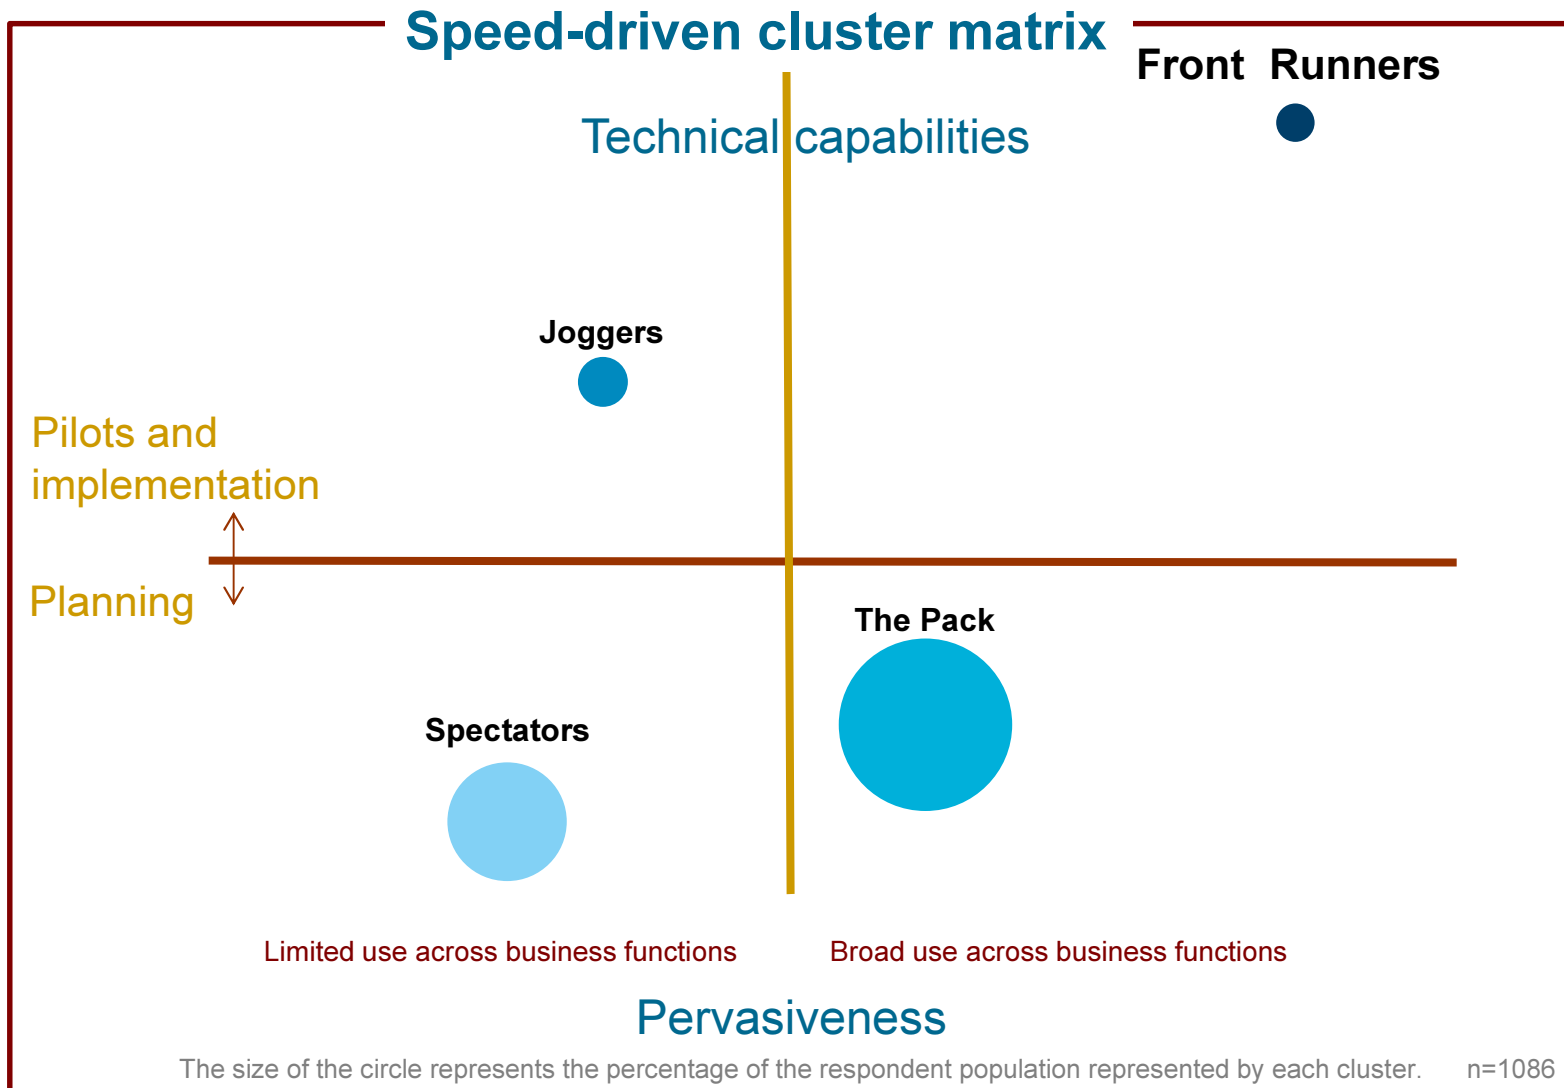 Speed-driven cluster matrix
Front Runners
Technical capabilities
Joggers
Pilots and
implementation
Planning
The Pack
Spectators
Limited use across business functions
Broad use across business functions
Pervasiveness
The size of the circle represents the percentage of the respondent population represented by each cluster. n=1086